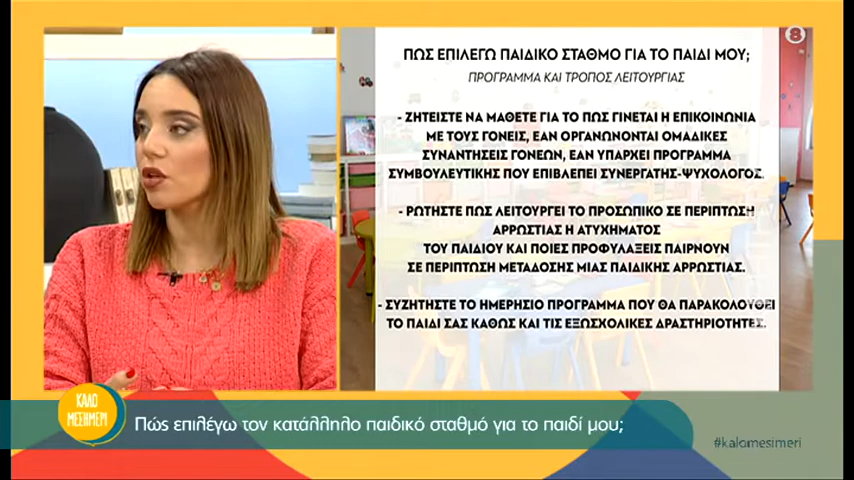 8
ΠΩΣ ΕΠΙΛΕΓΩ ΠΑΙΔΙΚΟ ΣΤΑΘΜΟ ΓΙΑ ΤΟ ΠΑΙΔΙ ΜΟΥ;
ΠΡΟΓΡΑΜΜΑ ΚΑΙ ΤΡΟΠΟΣ ΛΕΙΤΟΥΡΓΙΑΣ
- ΖΗΤΕΙΣΤΕ ΝΑ ΜΑΘΕΤΕ ΓΙΑ ΤΟ ΠΩΣ ΓΙΝΕΤΑΙ Η ΕΠΙΚΟΙΝΩΝΙΑ
ΜΕ ΤΟΥΣ ΓΟΝΕΙΣ, ΕΑΝ ΟΡΓΑΝΩΝΟΝΤΑΙ ΟΜΑΔΙΚΕΣ
ΣΥΝΑΝΤΗΣΕΙΣ ΓΟΝΕΩΝ, ΕΑΝ ΥΠΑΡΧΕΙ ΠΡΟΓΡΑΜΜΑ
ΣΥΜΒΟΥΛΕΥΤΙΚΗΣ ΠΟΥ ΕΠΙΒΛΕΠΕΙ ΣΥΝΕΡΓΑΤΗΣ-ΨΥΧΟΛΟΓΟΣ.
- ΡΩΤΗΣΤΕ ΠΩΣ ΛΕΙΤΟΥΡΓΕΙ ΤΟ ΠΡΟΣΩΠΙΚΟ ΣΕ ΠΕΡΙΠΤΩΣΗ
ΑΡΡΩΣΤΙΑΣ Η ΑΤΥΧΗΜΑΤΟΣ
ΤΟΥ ΠΑΙΔΙΟΥ ΚΑΙ ΠΟΙΕΣ ΠΡΟΦΥΛΑΞΕΙΣ ΠΑΙΡΝΟΥΝ
ΣΕ ΠΕΡΙΠΤΩΣΗ ΜΕΤΑΔΟΣΗΣ ΜΙΑΣ ΠΑΙΔΙΚΗΣ ΑΡΡΩΣΤΙΑΣ.
- ΣΥΖΗΤΗΣΤΕ ΤΟ ΗΜΕΡΗΣΙΟ ΠΡΟΓΡΑΜΜΑ ΠΟΥ ΘΑ ΠΑΡΑΚΟΛΟΥΘΕΙ
ΤΟ ΠΑΙΔΙ ΣΑΣ ΚΑΘΩΣ ΚΑΙ ΤΙΣ ΕΞΩΣΧΟΛΙΚΕΣ ΔΡΑΣΤΗΡΙΟΤΗΤΕΣ.
ΚΑΛΟ
ΜΕΣΗΜΕΡΙ
Πώς επιλέγω τον κατάλληλο παιδικό σταθμό για το παιδί μου;
#kalomesimeri